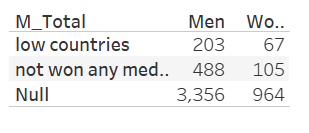 M_Total Men Wo..
low countries 203 67
not won any med.. 488 105
Null 3,356 964